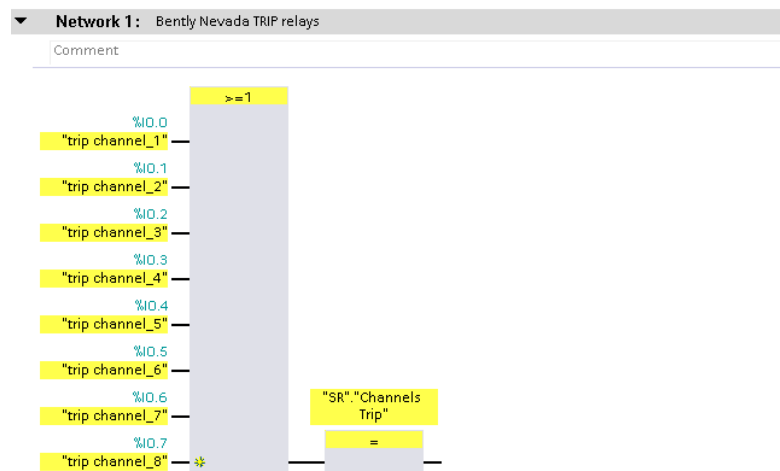 Network 1: Bently Nevada TRIP relays
Comment
>=1
%I0.0
"trip channel_1"
%I0.1
"trip channel_2"
%I0.2
"trip channel_3"
%I0.3
"trip channel_4"
%I0.4
"trip channel_5"
%I0.5
"trip channel_6"
%I0.6
"trip channel_7"
"SR"."Channels
Trip"
%I0.7
"trip channel_8"
=